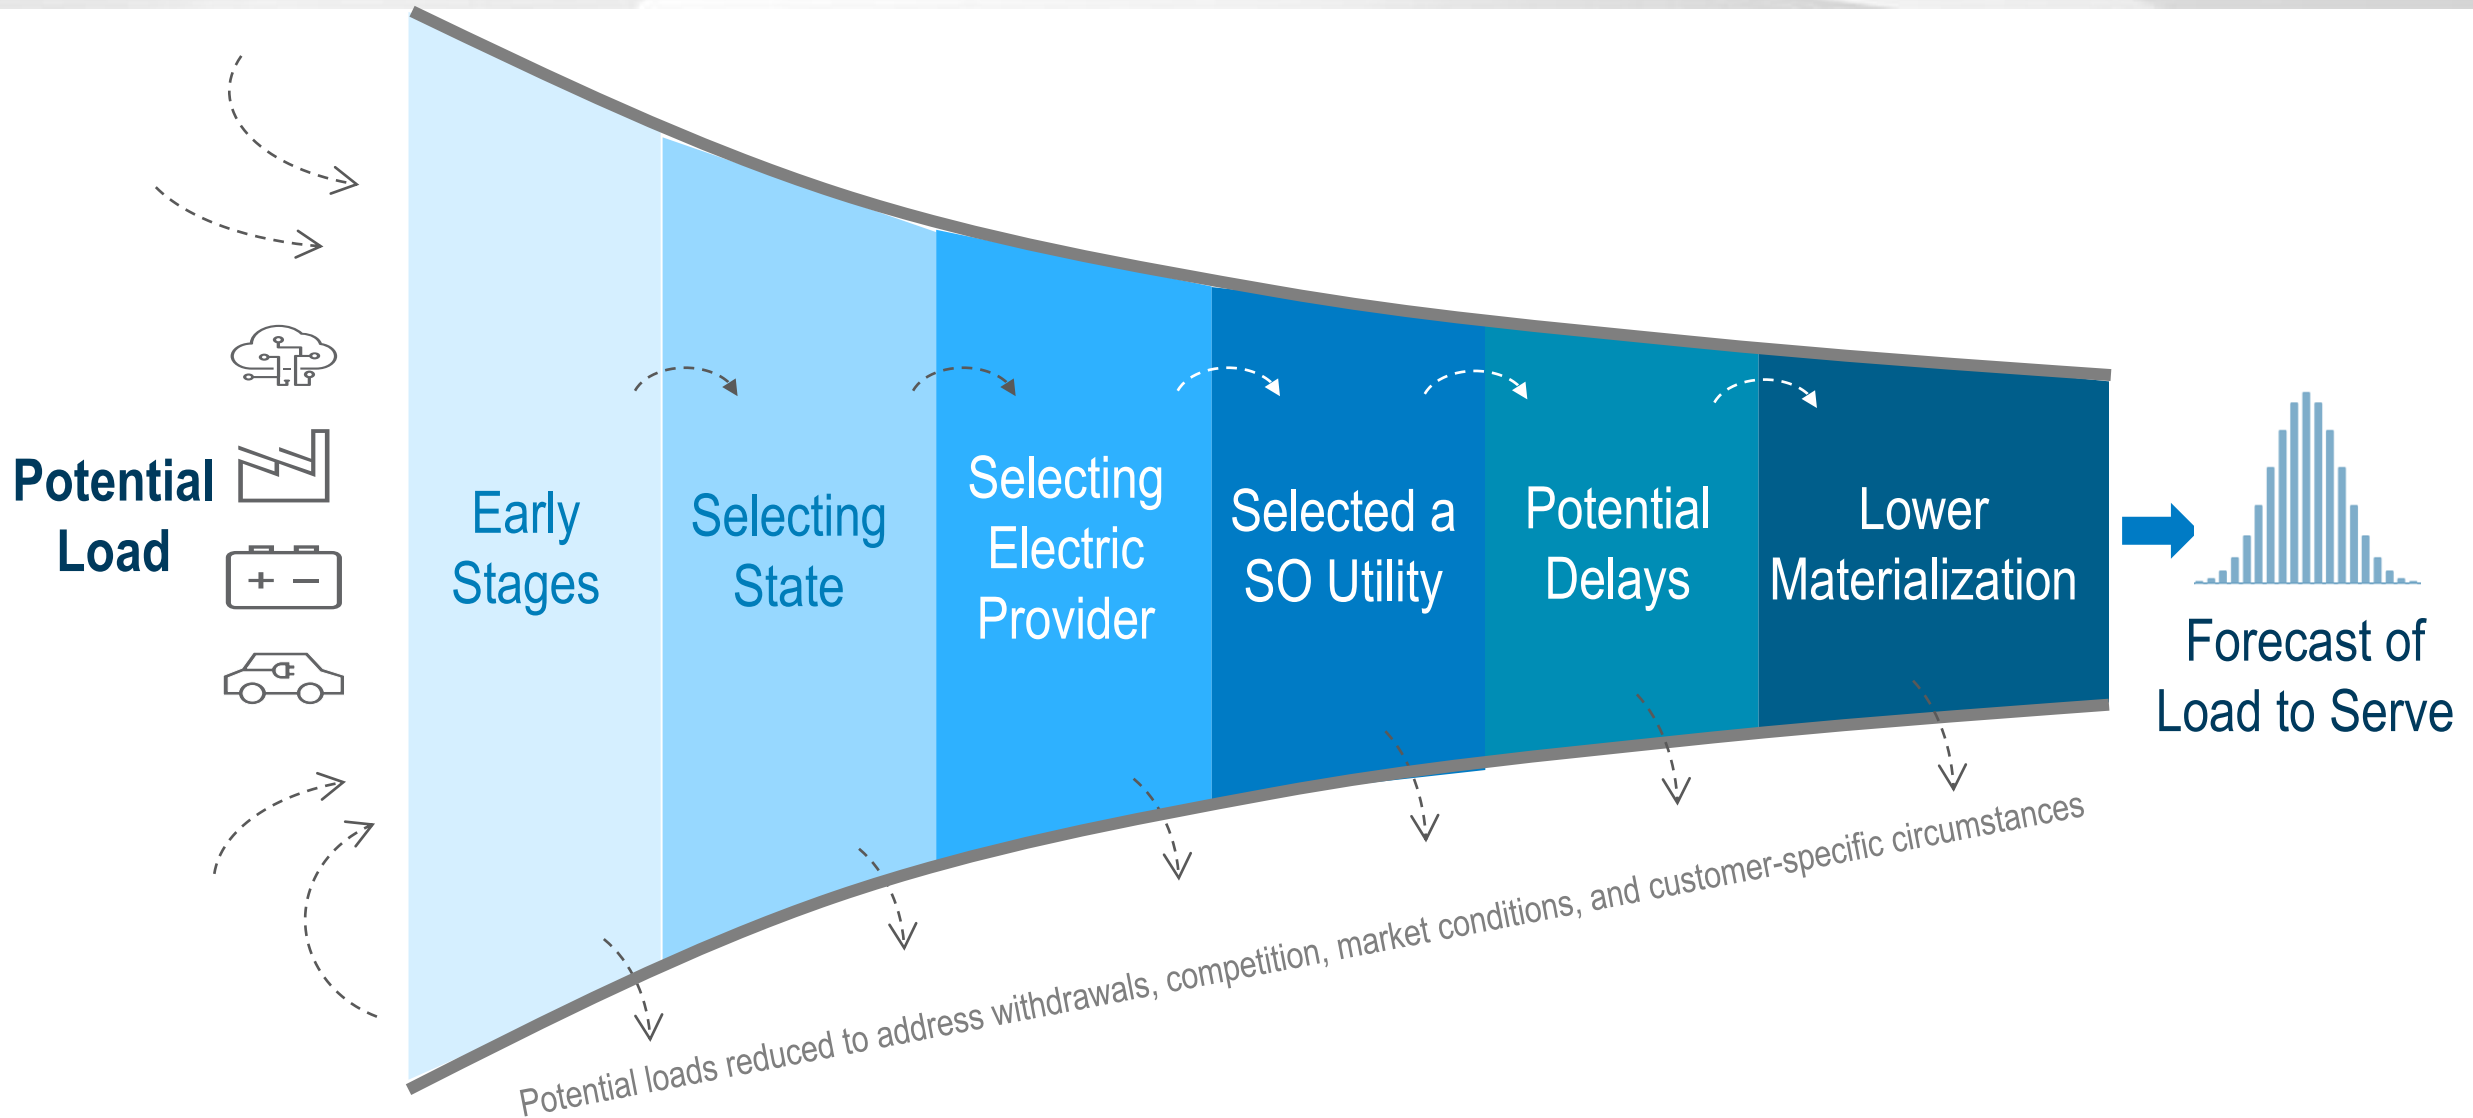 Potential
Load
Early
Stages
Selecting
State
Selecting
Electric
Provider
Selected a
SO Utility
Potential
Delays
Lower
Materialization
Forecast of
Load to Serve
Potential loads reduced to address withdrawals, competition, market conditions, and customer-specific circumstances